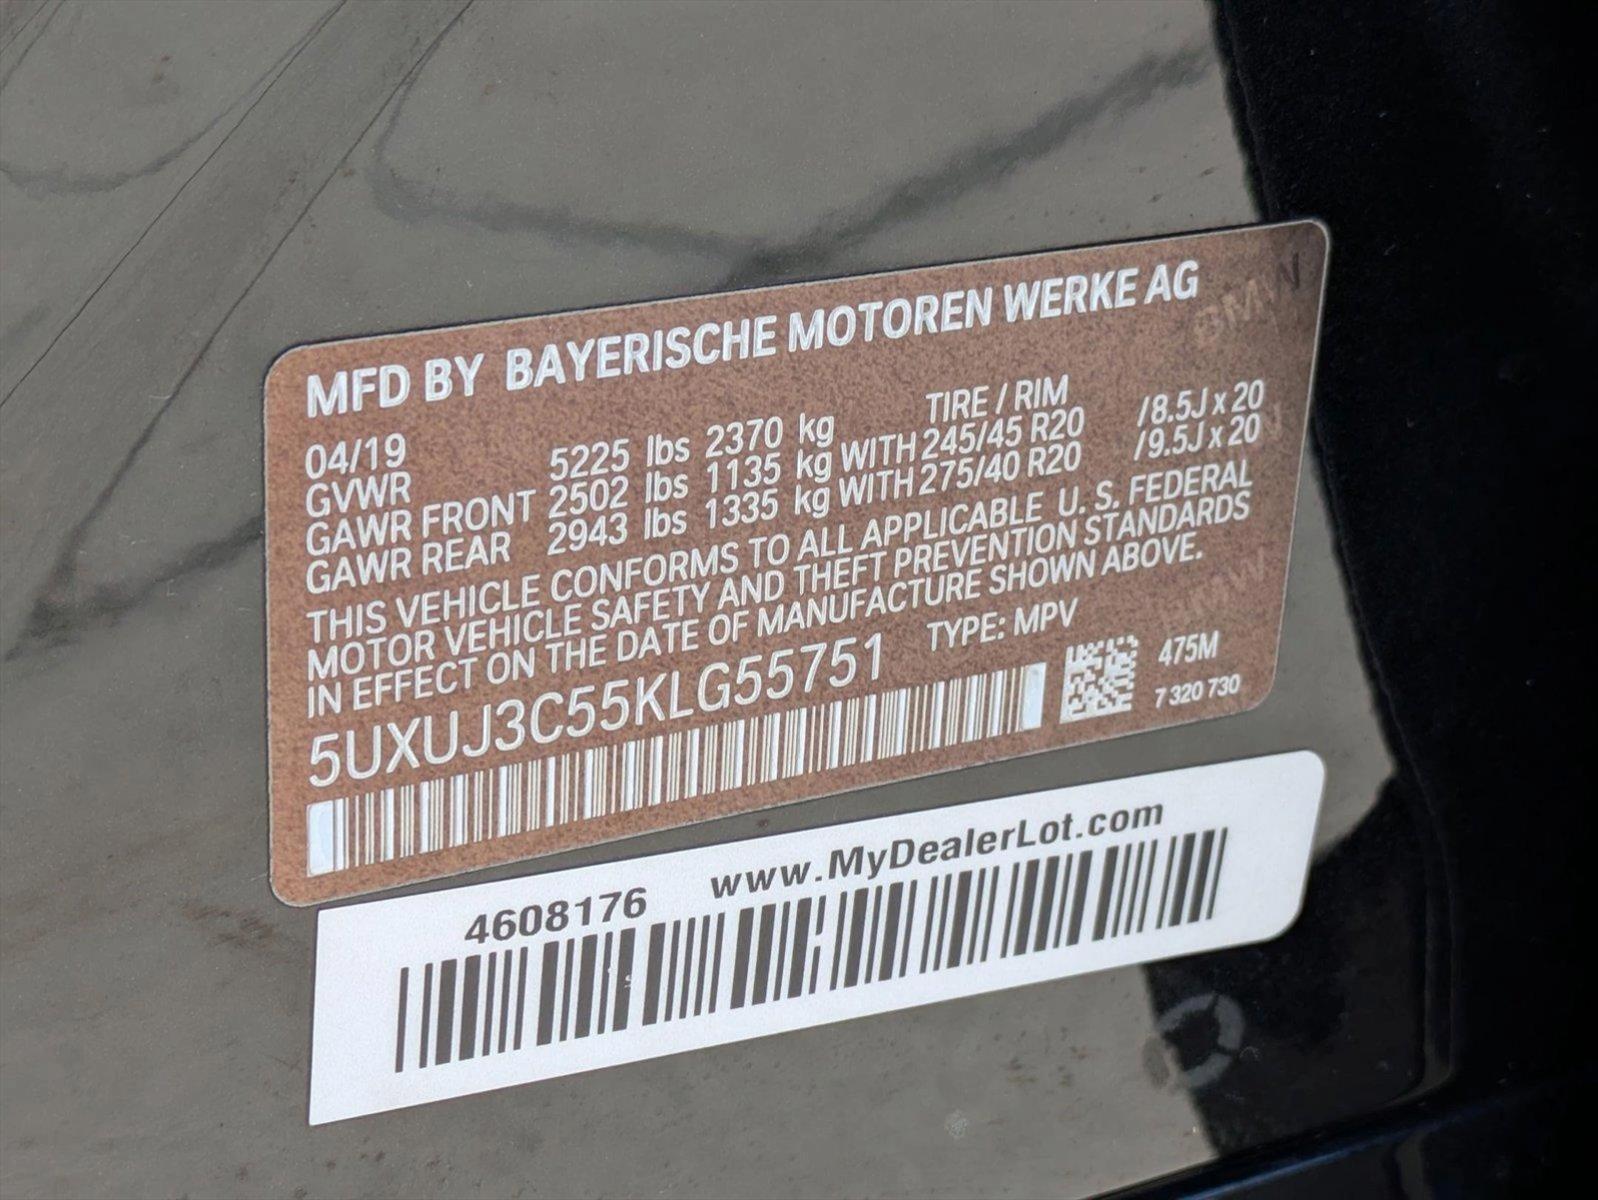 MFD BY BAYERISCHE MOTOREN WERKE AG
04/19 TIRE / RIM
GVWR 5225 lbs 2370 kg
GAWR FRONT 2502 lbs 1135 kg WITH 245/45 R20 /8.5J x 20
GAWR REAR 2943 lbs 1335 kg WITH 275/40 R20 /9.5J x 20
THIS VEHICLE CONFORMS TO ALL APPLICABLE U. S. FEDERAL
MOTOR VEHICLE SAFETY AND THEFT PREVENTION STANDARDS
IN EFFECT ON THE DATE OF MANUFACTURE SHOWN ABOVE.
5UXUJ3C55KLG55751 TYPE: MPV
475M
7 320 730
BMW
BMW
4608176 www.MyDealerLot.com